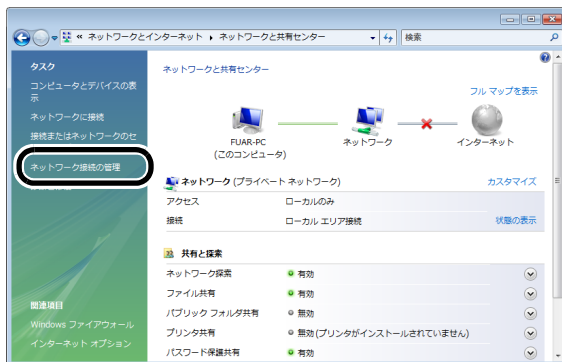 « ネットワークとインターネット ▸ ネットワークと共有センター
検索
タスク
コンピュータとデバイスの表
示
ネットワークに接続
接続またはネットワークのセ
ネットワーク接続の管理
関連項目
Windows ファイアウォール
インターネット オプション
ネットワークと共有センター
フル マップを表示
FUAR-PC
(このコンピュータ)
ネットワーク
インターネット
ネットワーク (プライベート ネットワーク)
カスタマイズ
アクセス ローカルのみ
接続 ローカル エリア接続 状態の表示
共有と探索
ネットワーク探索 有効
ファイル共有 有効
パブリック フォルダ共有 無効
プリンタ共有 無効 (プリンタがインストールされていません)
パスワード保護共有 有効